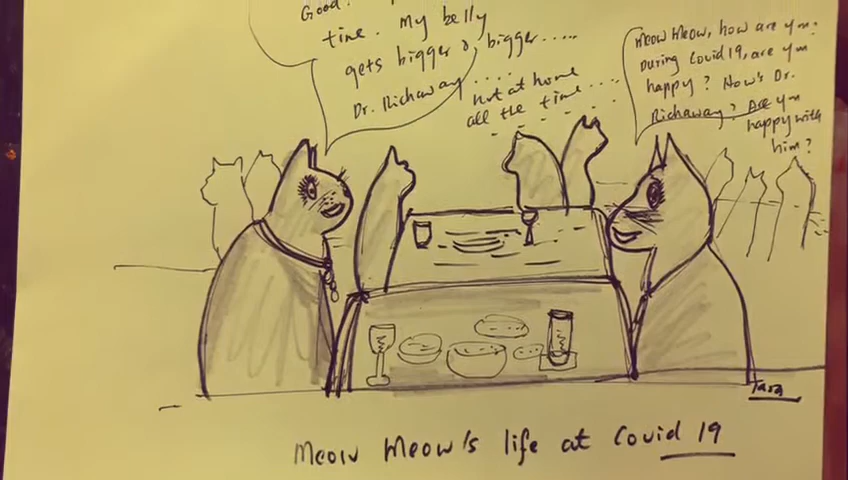 Good.
time. My belly
gets bigger & bigger.....
Dr. Richaway....
not at home
all the time....
Meow Meow, how are you.
During Covid 19, are you
happy? How's Dr.
Richaway? Are you
happy with
him?
Tara
Meow Meow's life at Covid 19